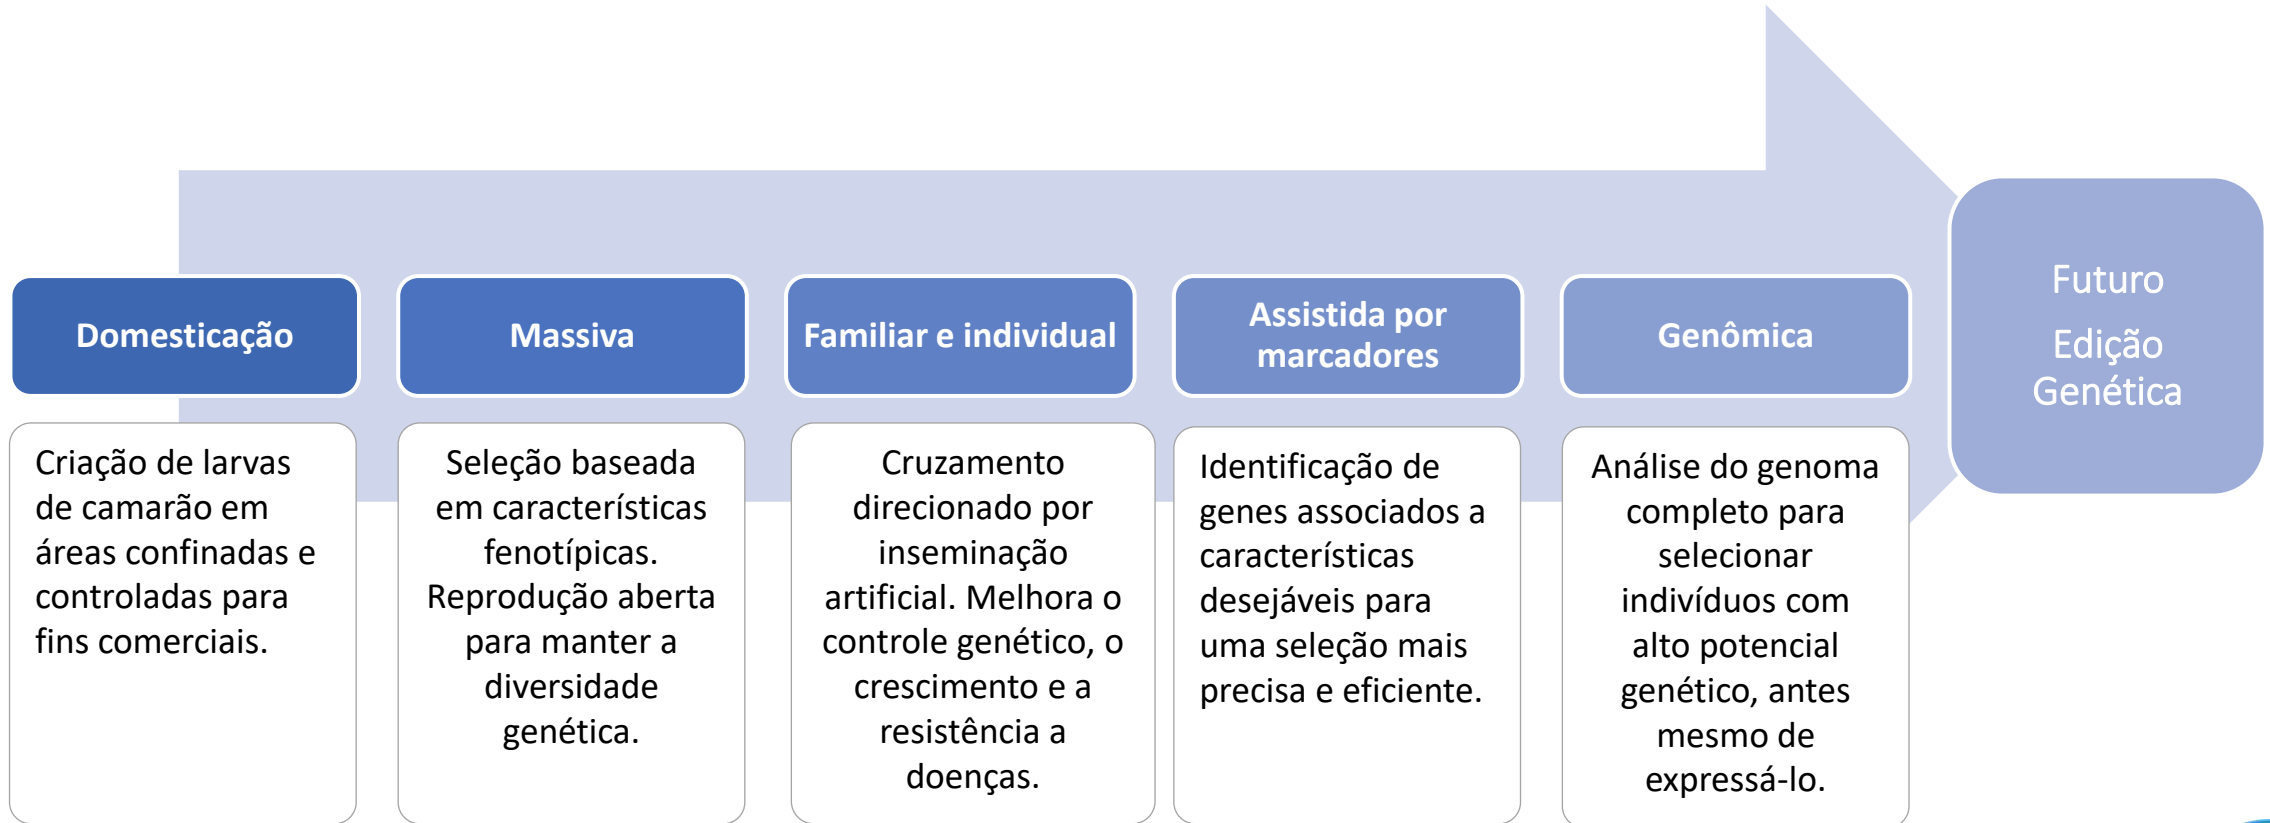 Domesticação
Criação de larvas
de camarão em
áreas confinadas e
controladas para
fins comerciais.
Massiva
Seleção baseada
em características
fenotípicas.
Reprodução aberta
para manter a
diversidade
genética.
Familiar e individual
Cruzamento
direcionado por
inseminação
artificial. Melhora o
controle genético, o
crescimento e a
resistência a
doenças.
Assistida por
marcadores
Identificação de
genes associados a
características
desejáveis para
uma seleção mais
precisa e eficiente.
Genômica
Análise do genoma
completo para
selecionar
indivíduos com
alto potencial
genético, antes
mesmo de
expressá-lo.
Futuro
Edição
Genética